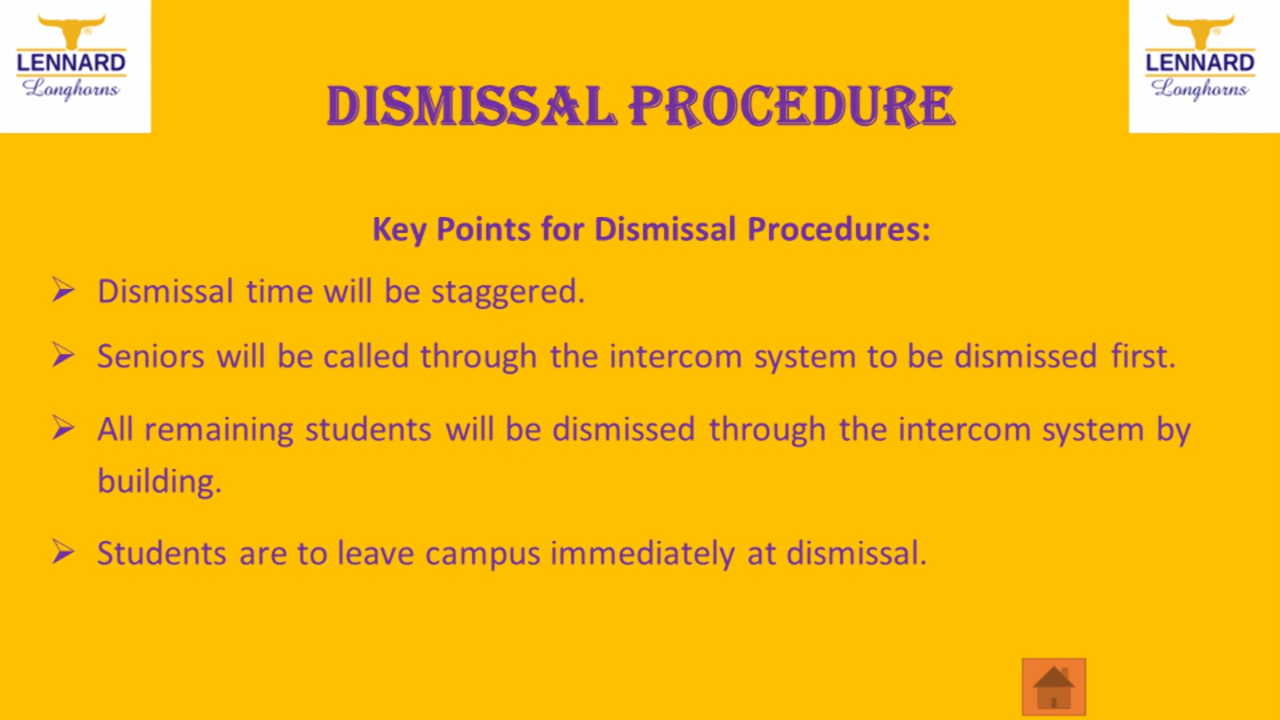 LENNARD
Longhorns
LENNARD
Longhorns
DISMISSAL PROCEDURE
Key Points for Dismissal Procedures:
➢ Dismissal time will be staggered.
➢ Seniors will be called through the intercom system to be dismissed first.
➢ All remaining students will be dismissed through the intercom system by
building.
➢ Students are to leave campus immediately at dismissal.